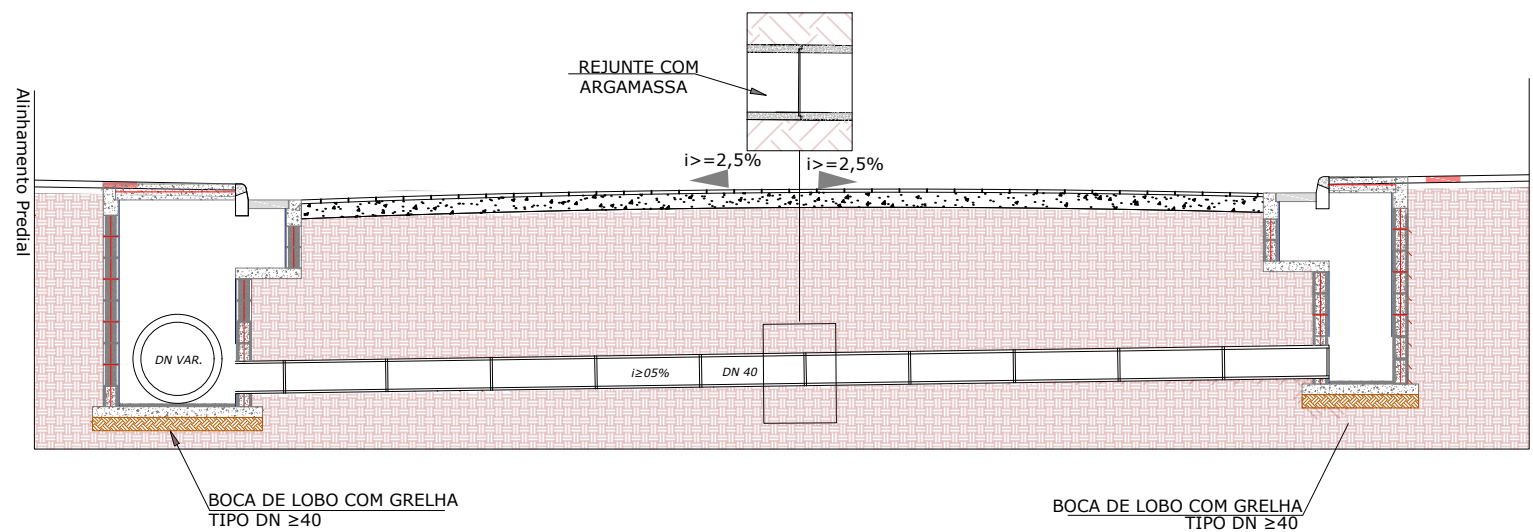 REJUNTE COM
ARGAMASSA
Alinhamento Predial
i>=2,5%
i>=2,5%
DN VAR.
i≥05%
DN 40
BOCA DE LOBO COM GRELHA
TIPO DN ≥40
BOCA DE LOBO COM GRELHA
TIPO DN ≥40